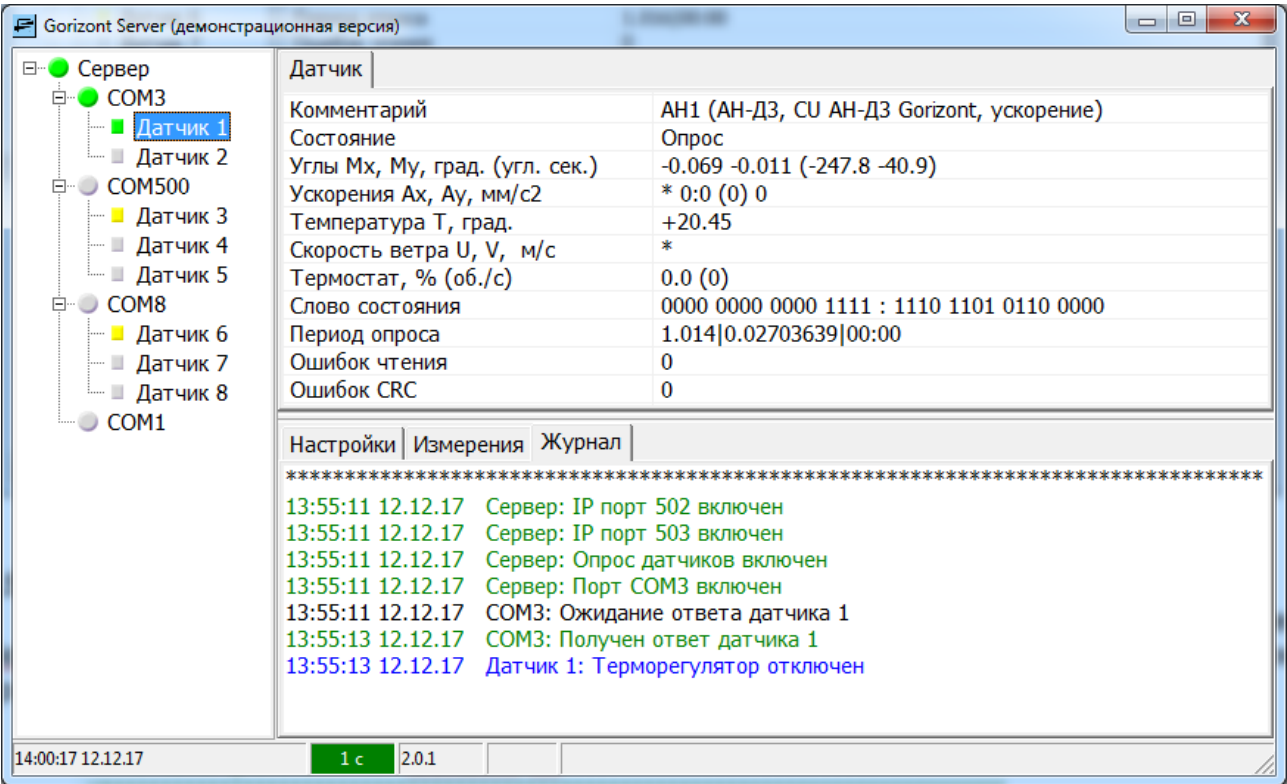 Gorizont Server (демонстрационная версия)
Сервер
COM3
Датчик 1
Датчик 2
COM500
Датчик 3
Датчик 4
Датчик 5
COM8
Датчик 6
Датчик 7
Датчик 8
COM1
Датчик
Комментарий АН1 (АН-Д3, CU АН-Д3 Gorizont, ускорение)
Состояние Опрос
Углы Mx, My, град. (угл. сек.) -0.069 -0.011 (-247.8 -40.9)
Ускорения Ax, Ay, мм/с2 * 0:0 (0) 0
Температура T, град. +20.45
Скорость ветра U, V, м/с *
Термостат, % (об./с) 0.0 (0)
Слово состояния 0000 0000 0000 1111 : 1110 1101 0110 0000
Период опроса 1.014|0.02703639|00:00
Ошибок чтения 0
Ошибок CRC 0
Настройки Измерения Журнал
*********************************************************************************
13:55:11 12.12.17 Сервер: IP порт 502 включен
13:55:11 12.12.17 Сервер: IP порт 503 включен
13:55:11 12.12.17 Сервер: Опрос датчиков включен
13:55:11 12.12.17 Сервер: Порт COM3 включен
13:55:11 12.12.17 COM3: Ожидание ответа датчика 1
13:55:13 12.12.17 COM3: Получен ответ датчика 1
13:55:13 12.12.17 Датчик 1: Терморегулятор отключен
14:00:17 12.12.17 1 с 2.0.1